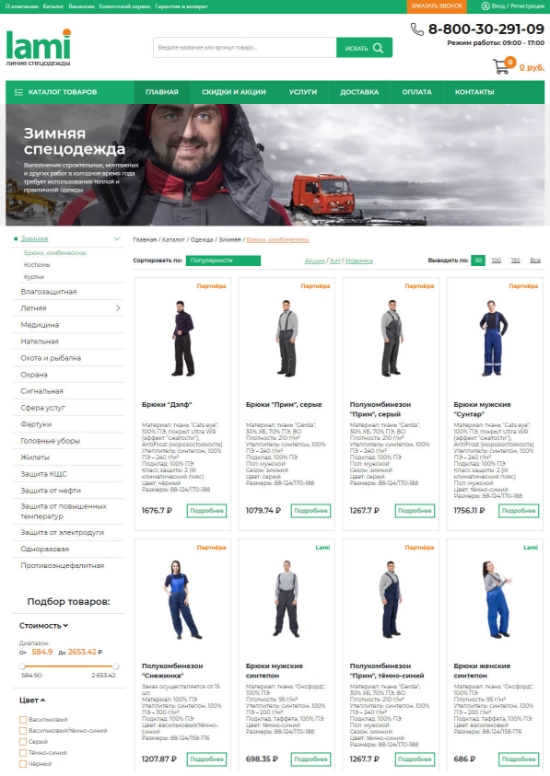 О компании Каталог Вакансии Клиентский сервис Гарантия и возврат
ЗАКАЗАТЬ ЗВОНОК
Вход / Регистрация
lami
ЛИНИЯ СПЕЦОДЕЖДЫ
Введите название или артикул товара...
ИСКАТЬ
8-800-30-291-09
Режим работы: 09:00 - 17:00
0
0 руб.
КАТАЛОГ ТОВАРОВ
ГЛАВНАЯ
СКИДКИ И АКЦИИ
УСЛУГИ
ДОСТАВКА
ОПЛАТА
КОНТАКТЫ
Зимняя
спецодежда
Выполнение строительных, монтажных
и других работ в холодное время года
требует использования теплой и
практичной одежды
Зимняя
Брюки, комбинезоны
Костюмы
Куртки
Влагозащитная
Летняя
Медицина
Нательная
Охота и рыбалка
Охрана
Сигнальная
Сфера услуг
Фартуки
Головные уборы
Жилеты
Защита КЩС
Защита от нефти
Защита от повышенных
температур
Защита от электродуги
Одноразовая
Противоэнцефалитная
Подбор товаров:
Стоимость
Диапазон:
От 584.9 До 2653.42 ₽
584.90 2 653.42
Цвет
Васильковый
Васильковый/тёмно-синий
Серый
Тёмно-синий
Чёрный
Главная / Каталог / Одежда / Зимняя / Брюки, комбинезоны
Сортировать по: Популярности
Акции / Хит / Новинка
Выводить по: 50 100 150 Все
Партнёра
Брюки "Дэлф"
Материал: ткань "Cats eye",
100% ПЭ, покрыт Ultra WR
(эффект "сжатости"),
AntiFrost (морозостойкость)
Утеплитель: синтепон, 100%
ПЭ – 240 г/м²
Подклад: 100% ПЭ
Класс защиты: 2 (III
климатический пояс)
Цвет: чёрный
Размеры: 88-124/170-188
1676.7 ₽ Подробнее
Партнёра
Брюки "Прим", серые
Материал: ткань "Gerda",
30% ХБ, 70% ПЭ, ВО
Плотность: 210 г/м²
Утеплитель: синтепон, 100%
ПЭ – 240 г/м²
Подклад: 100% ПЭ
Пол: мужской
Сезон: зимний
Цвет: серый
Размеры: 88-124/170-188
1079.74 ₽ Подробнее
Партнёра
Полукомбинезон
"Прим", серый
Материал: ткань "Gerda",
30% ХБ, 70% ПЭ, ВО
Плотность: 210 г/м²
Утеплитель: синтепон, 100%
ПЭ – 240 г/м²
Подклад: 100% ПЭ
Пол: мужской
Сезон: зимний
Цвет: серый
Размеры: 88-124/170-188
1267.7 ₽ Подробнее
Партнёра
Брюки мужские
"Сунтар"
Материал: ткань "Cats eye",
100% ПЭ, покрыт Ultra WR
(эффект "сжатости"),
AntiFrost (морозостойкость)
Утеплитель: синтепон, 100%
ПЭ – 240 г/м²
Подклад: 100% ПЭ
Класс защиты: 2 (III
климатический пояс)
Пол: мужской
Цвет: тёмно-синий
Размеры: 88-124/170-188
1756.11 ₽ Подробнее
Партнёра
Полукомбинезон
"Снежинка"
Заказ осуществляется от 15
шт.
Материал: 100% ПЭ
Утеплитель: синтепон, 100%
ПЭ – 300 г/м²
Подклад: 100% ПЭ
Цвет: васильковый/тёмно-
синий
Размеры: 88-124/158-176
1207.87 ₽ Подробнее
Lami
Брюки мужские
синтепон
Материал: ткань "Оксфорд",
100% ПЭ
Плотность: 95 г/м²
Подклад: таффета, 100% ПЭ
Утеплитель: синтепон, 100%
ПЭ – 200 г/м²
Пол: мужской
Сезон: зимний
Цвет: тёмно-синий
698.35 ₽ Подробнее
Партнёра
Полукомбинезон
"Прим", тёмно-синий
Материал: ткань "Gerda",
30% ХБ, 70% ПЭ, ВО
Плотность: 210 г/м²
Утеплитель: синтепон, 100%
ПЭ – 240 г/м²
Подклад: 100% ПЭ
Пол: мужской
Сезон: зимний
Цвет: тёмно-синий
Размеры: 88-124/170-188
1267.7 ₽ Подробнее
Lami
Брюки женские
синтепон
Материал: ткань "Оксфорд",
100% ПЭ
Подклад: таффета, 100% ПЭ
Утеплитель: синтепон, 100%
ПЭ – 200 г/м²
Пол: женский
Сезон: зимний
Цвет: тёмно-синий
686 ₽ Подробнее